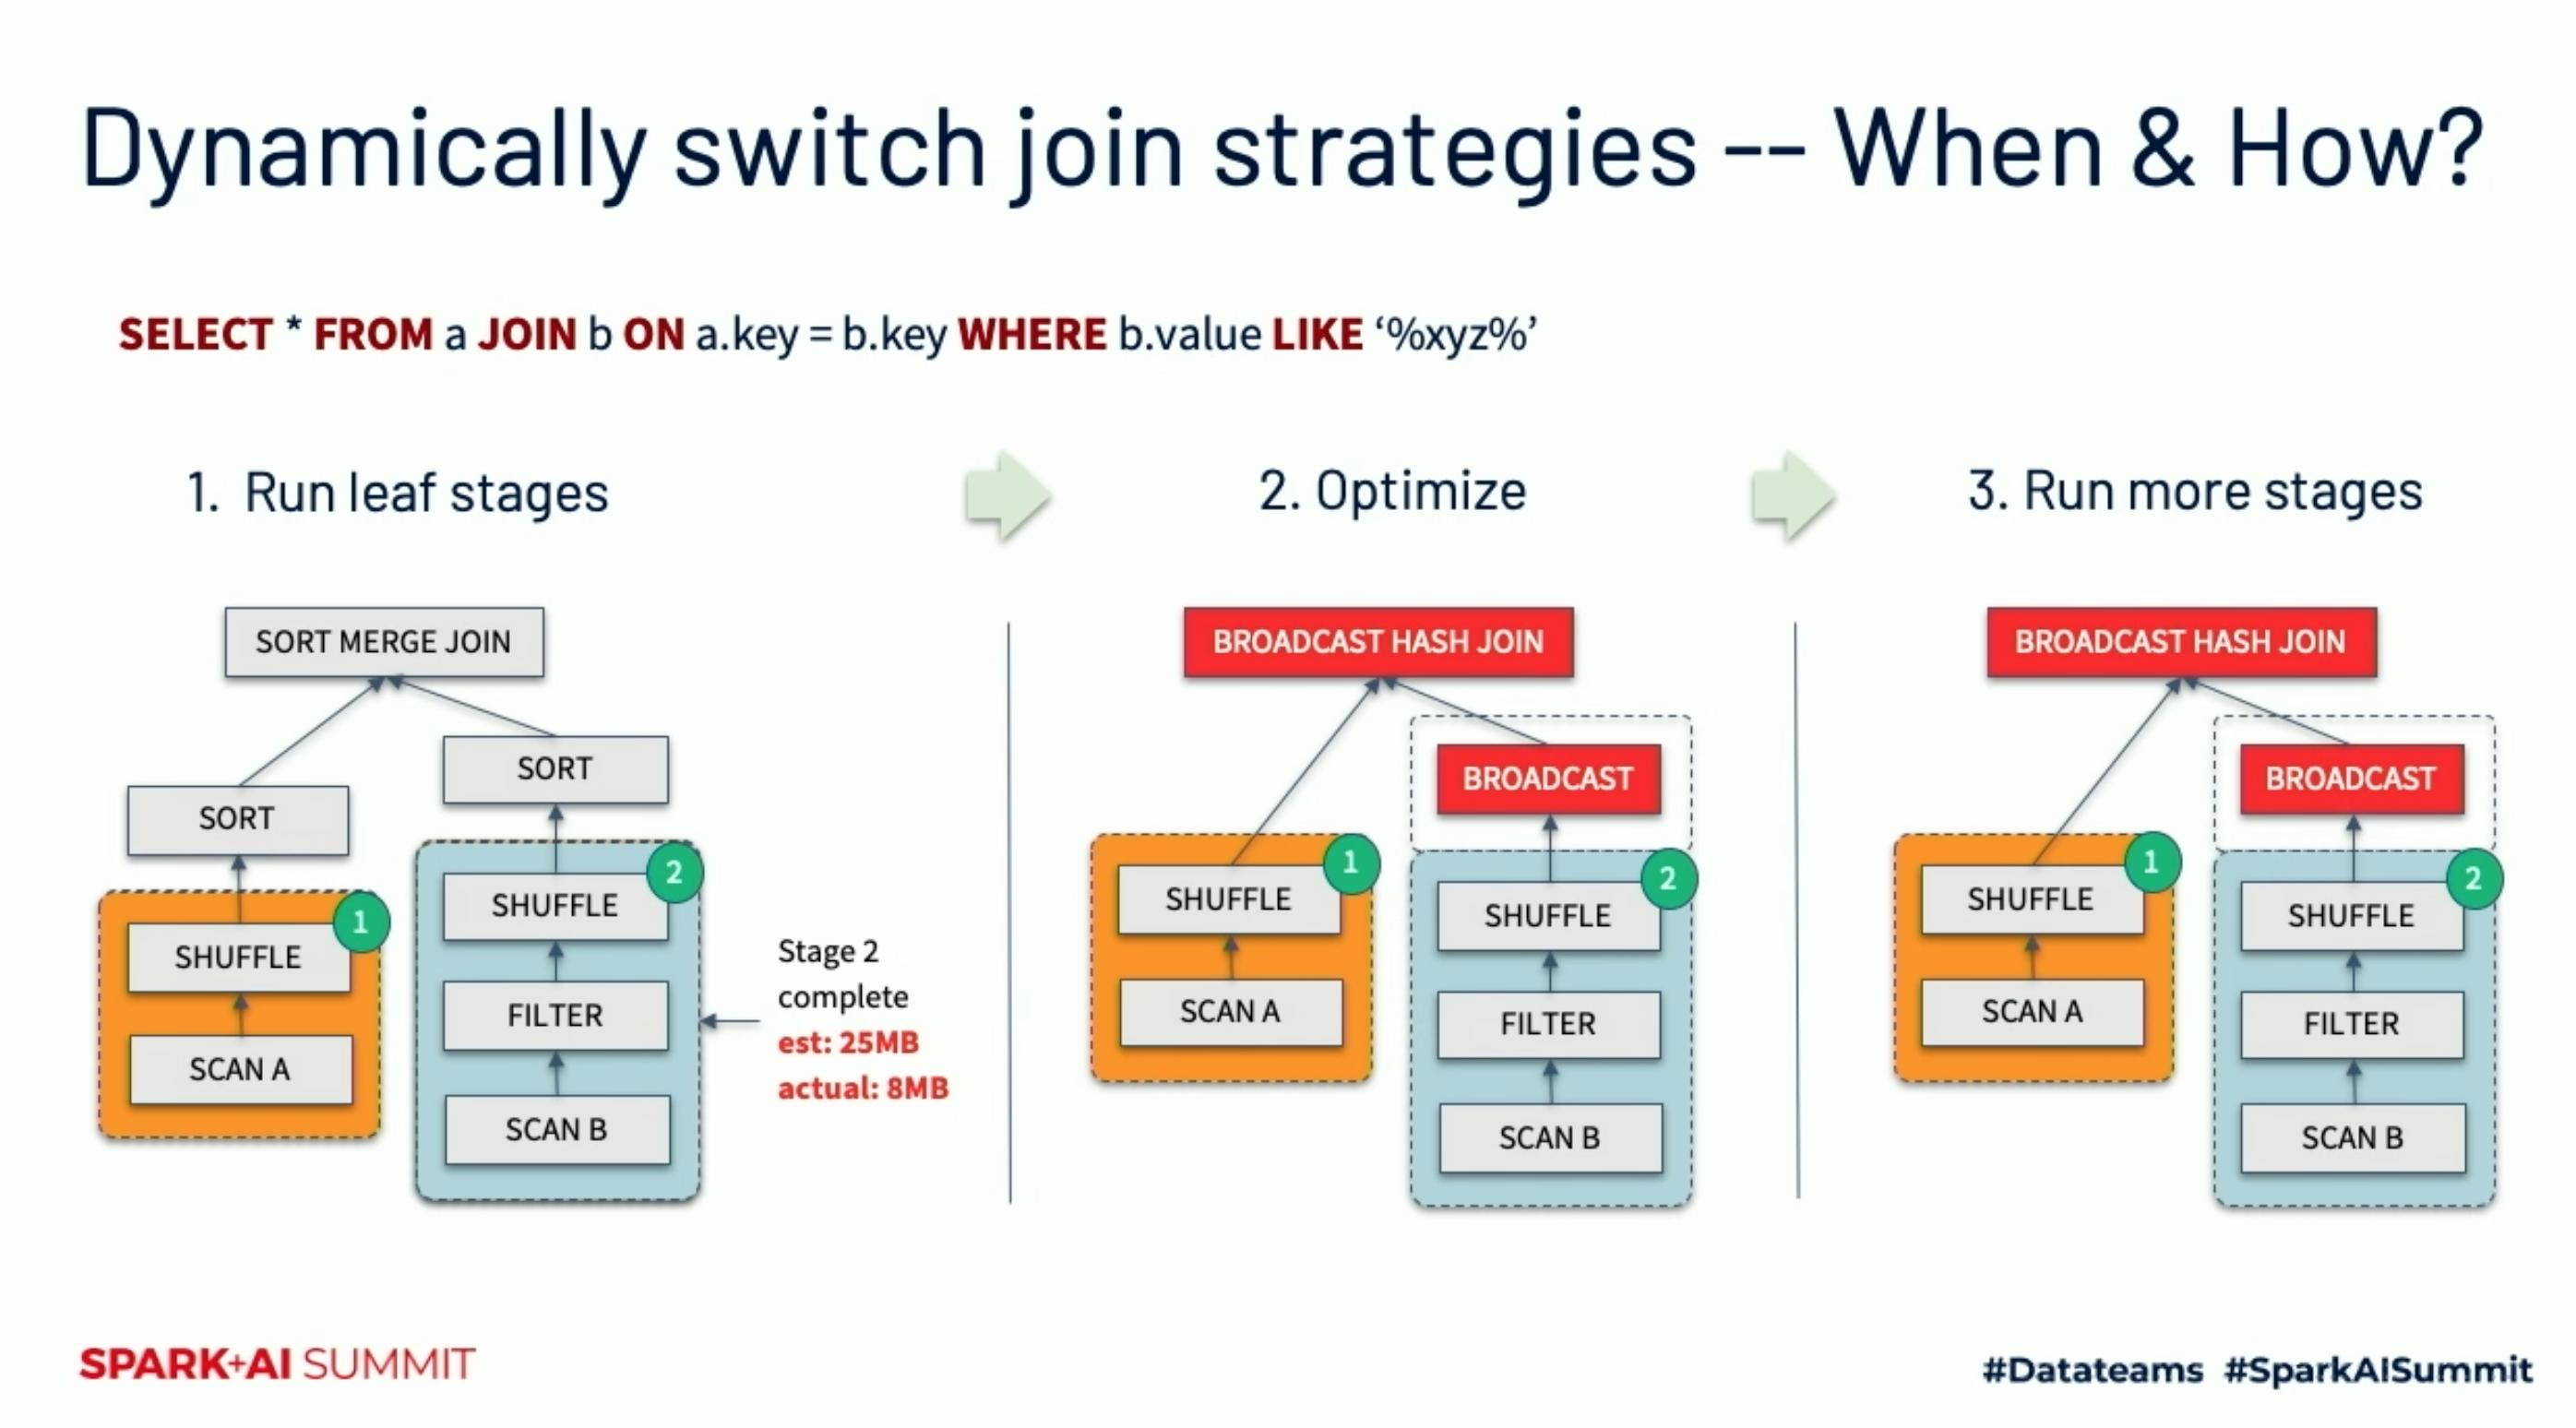 Dynamically switch join strategies -- When & How?
SELECT * FROM a JOIN b ON a.key = b.key WHERE b.value LIKE ‘%xyz%’
1. Run leaf stages
SORT MERGE JOIN
SORT
SORT
SHUFFLE
1
SCAN A
SHUFFLE
2
FILTER
SCAN B
Stage 2
complete
est: 25MB
actual: 8MB
2. Optimize
BROADCAST HASH JOIN
BROADCAST
SHUFFLE
1
SCAN A
SHUFFLE
2
FILTER
SCAN B
3. Run more stages
BROADCAST HASH JOIN
BROADCAST
SHUFFLE
1
SCAN A
SHUFFLE
2
FILTER
SCAN B
SPARK+AI SUMMIT
#Datateams #SparkAISummit